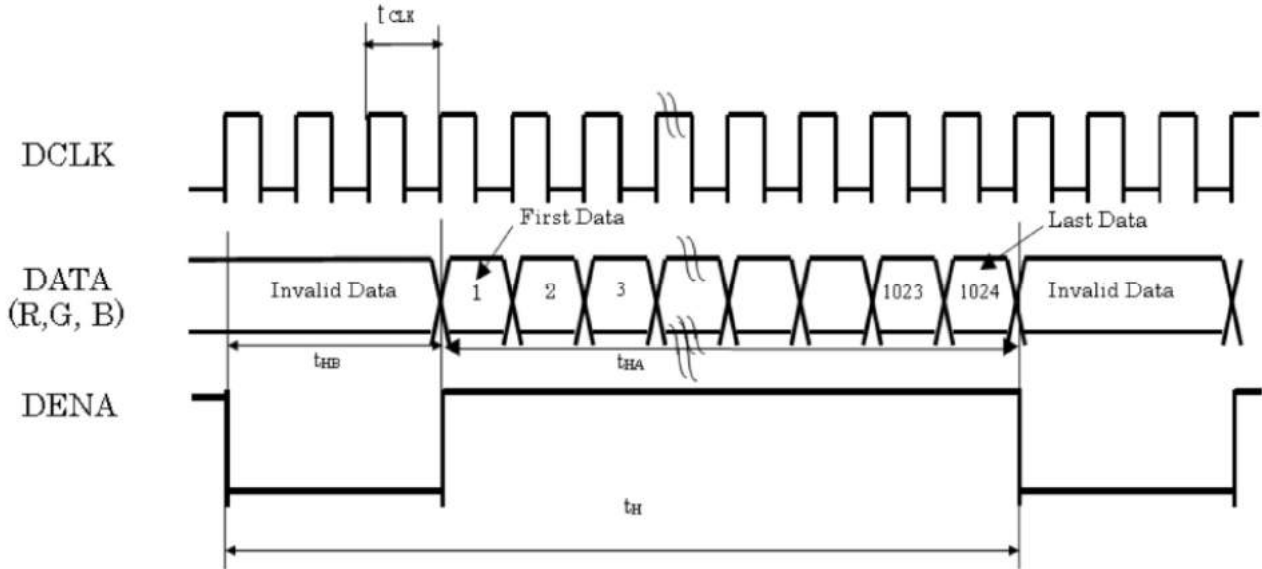 t CLK
DCLK
First Data
Last Data
DATA
(R,G, B)
Invalid Data
1
2
3
1023
1024
Invalid Data
tHB
tHA
DENA
tH